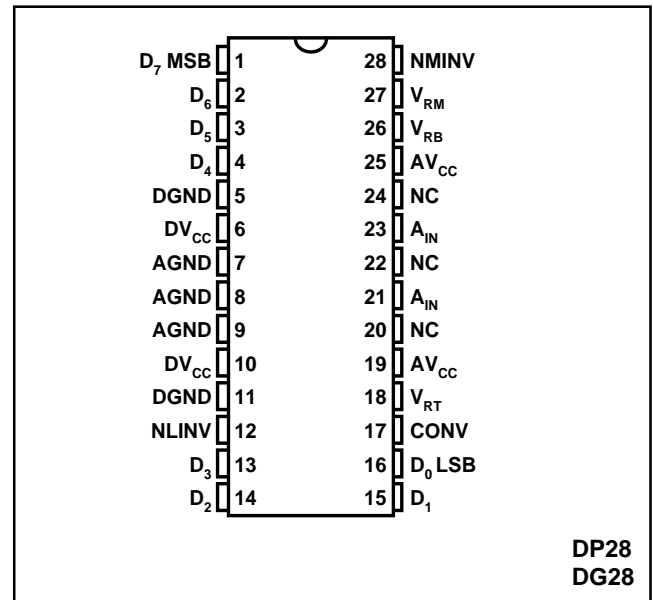 D7 MSB 1 28 NMINV
D6 2 27 VRM
D5 3 26 VRB
D4 4 25 AVCC
DGND 5 24 NC
DVCC 6 23 AIN
AGND 7 22 NC
AGND 8 21 AIN
AGND 9 20 NC
DVCC 10 19 AVCC
DGND 11 18 VRT
NLINV 12 17 CONV
D3 13 16 D0 LSB
D2 14 15 D1
DP28
DG28